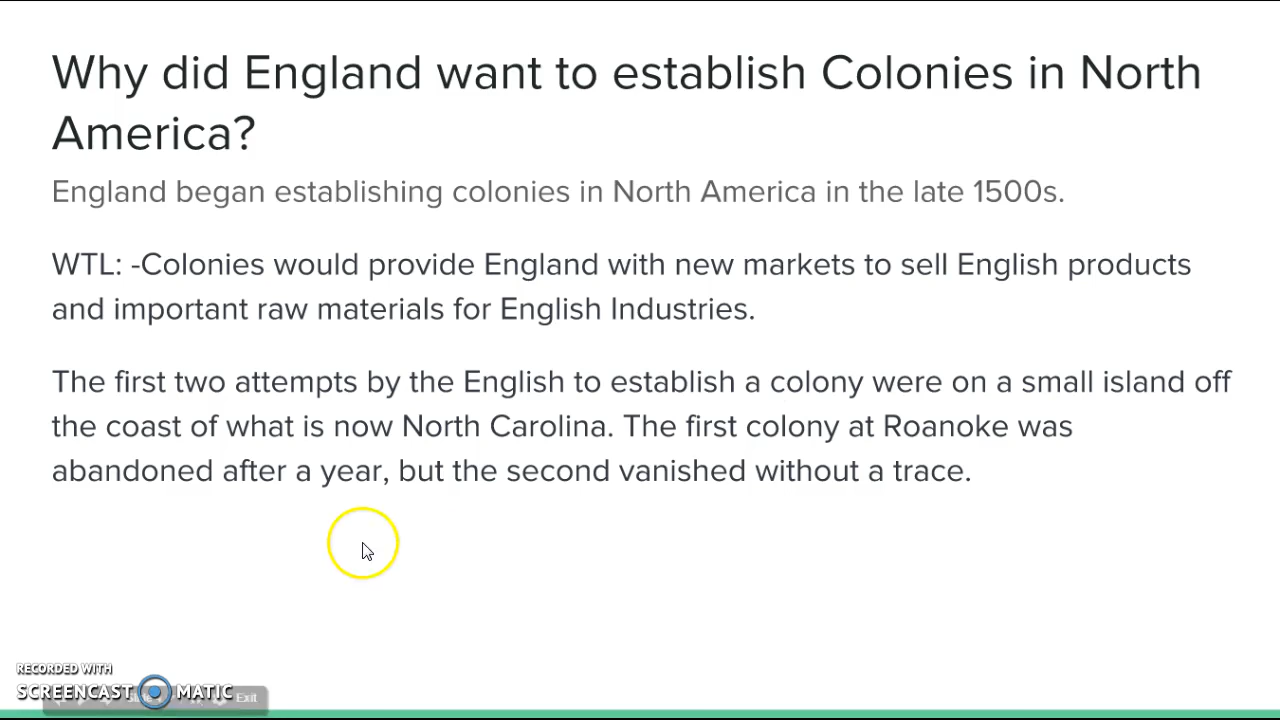 Why did England want to establish Colonies in North
America?
England began establishing colonies in North America in the late 1500s.
WTL: -Colonies would provide England with new markets to sell English products
and important raw materials for English Industries.
The first two attempts by the English to establish a colony were on a small island off
the coast of what is now North Carolina. The first colony at Roanoke was
abandoned after a year, but the second vanished without a trace.
RECORDED WITH
SCREENCAST MATIC
Exit